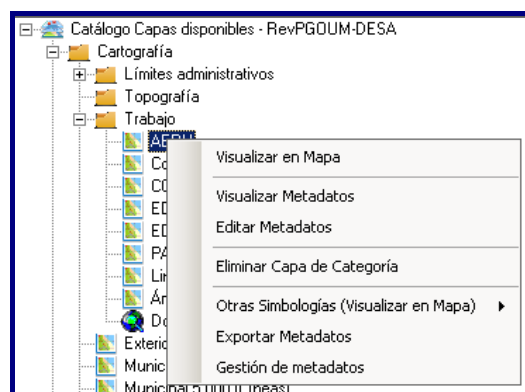 Catálogo Capas disponibles - RevPGOUM-DESA
Cartografía
Límites administrativos
Topografía
Trabajo
Visualizar en Mapa
Visualizar Metadatos
Editar Metadatos
Eliminar Capa de Categoría
Otras Simbologías (Visualizar en Mapa)
Exportar Metadatos
Gestión de metadatos